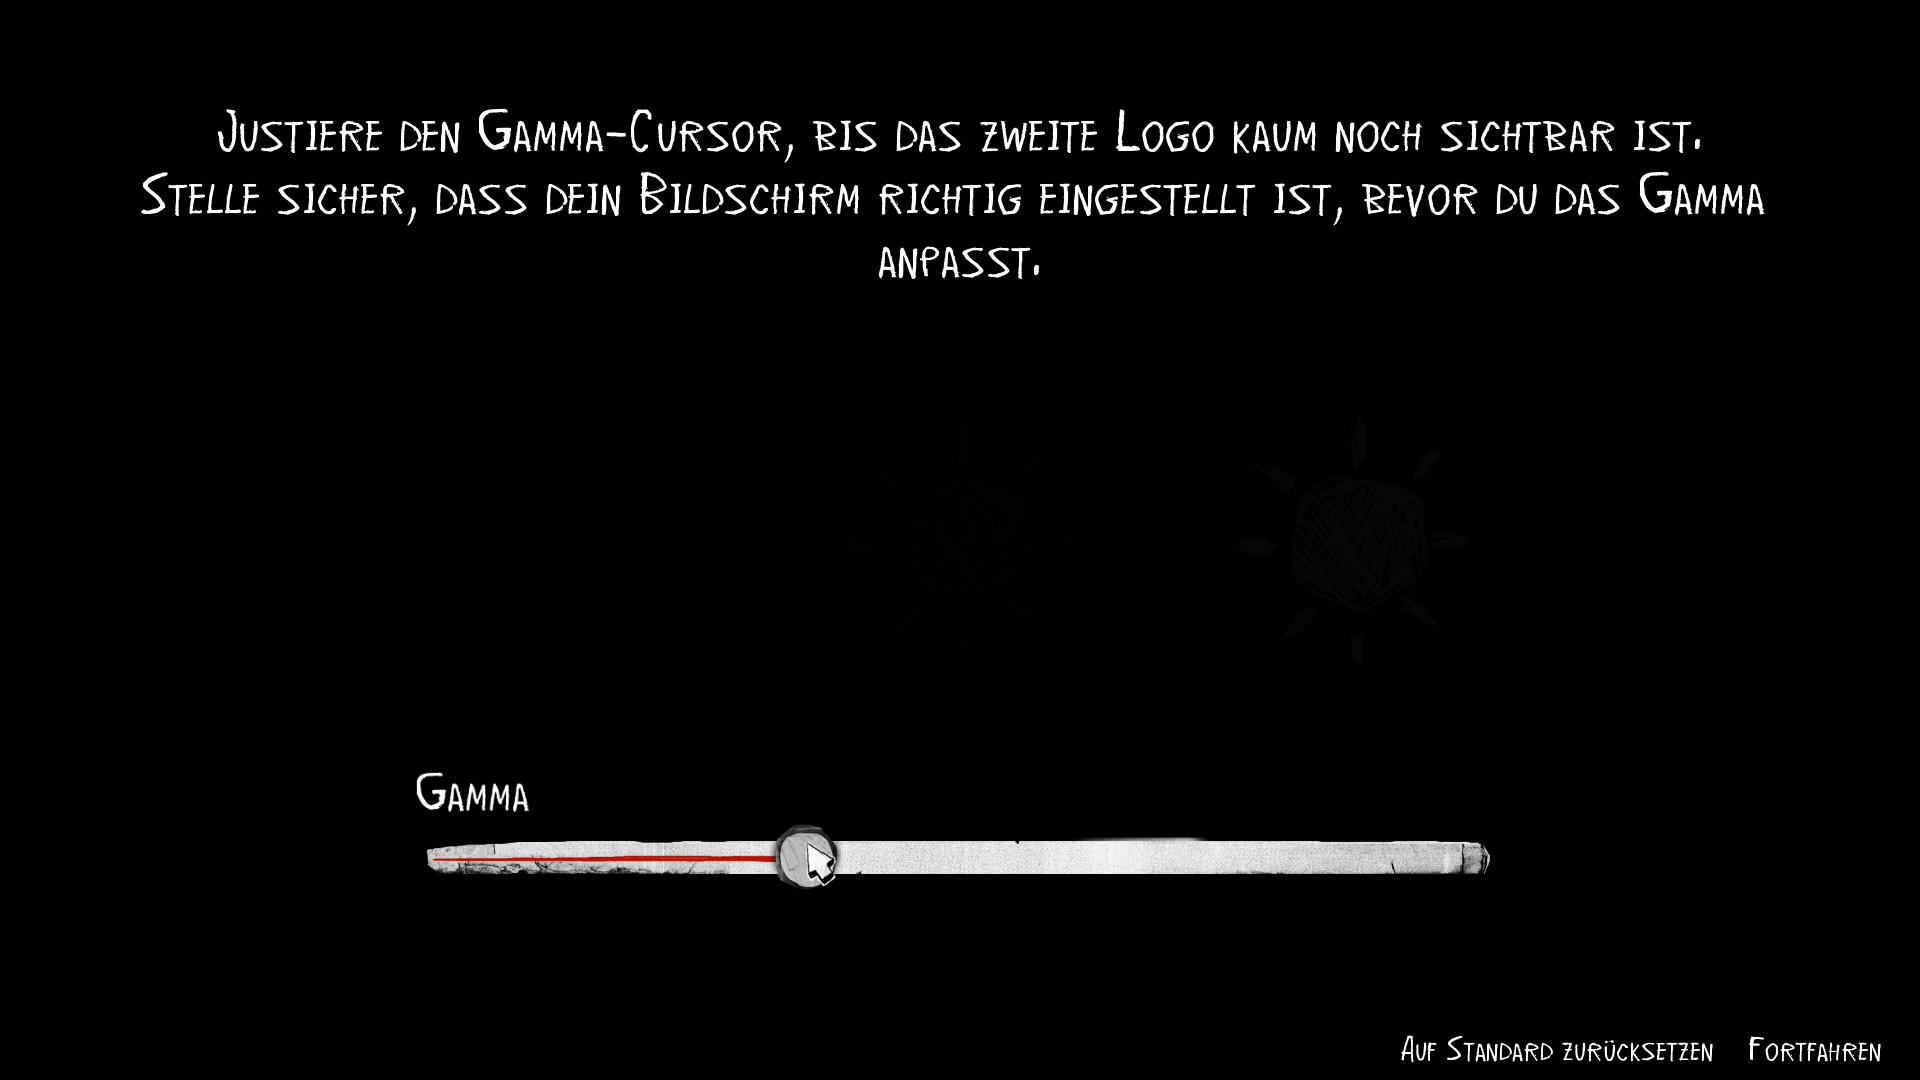 Justiere den Gamma-Cursor, bis das zweite Logo kaum noch sichtbar ist.
Stelle sicher, dass dein Bildschirm richtig eingestellt ist, bevor du das Gamma
anpasst.
Gamma
Auf Standard zurücksetzen Fortfahren